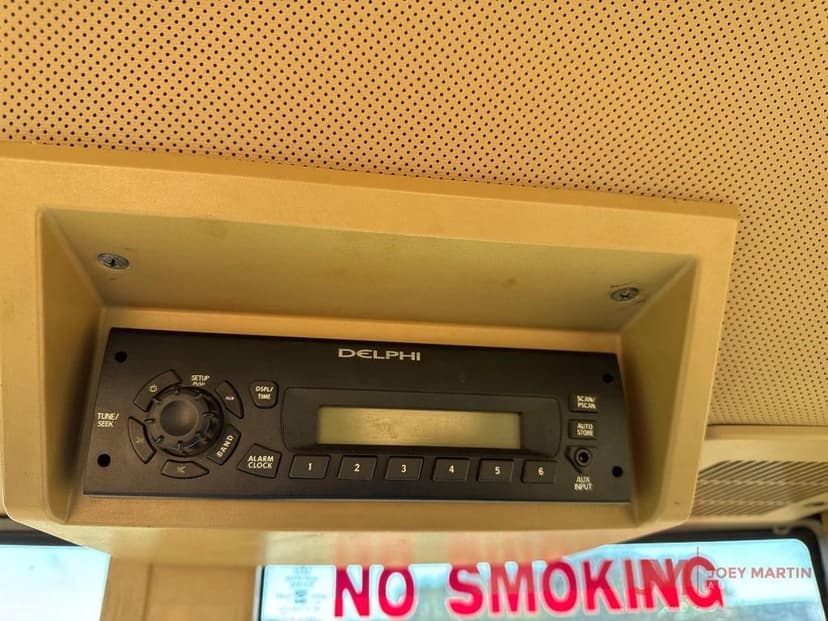 DELPHI
SETUP
DSPL/
TIME
SCAN/
PSCAN
AUX
TUNE/
SEEK
AUTO
STORE
BAND
ALARM
CLOCK
1 2 3 4 5 6
AUX
INPUT
NO SMOKING
JOEY MARTIN